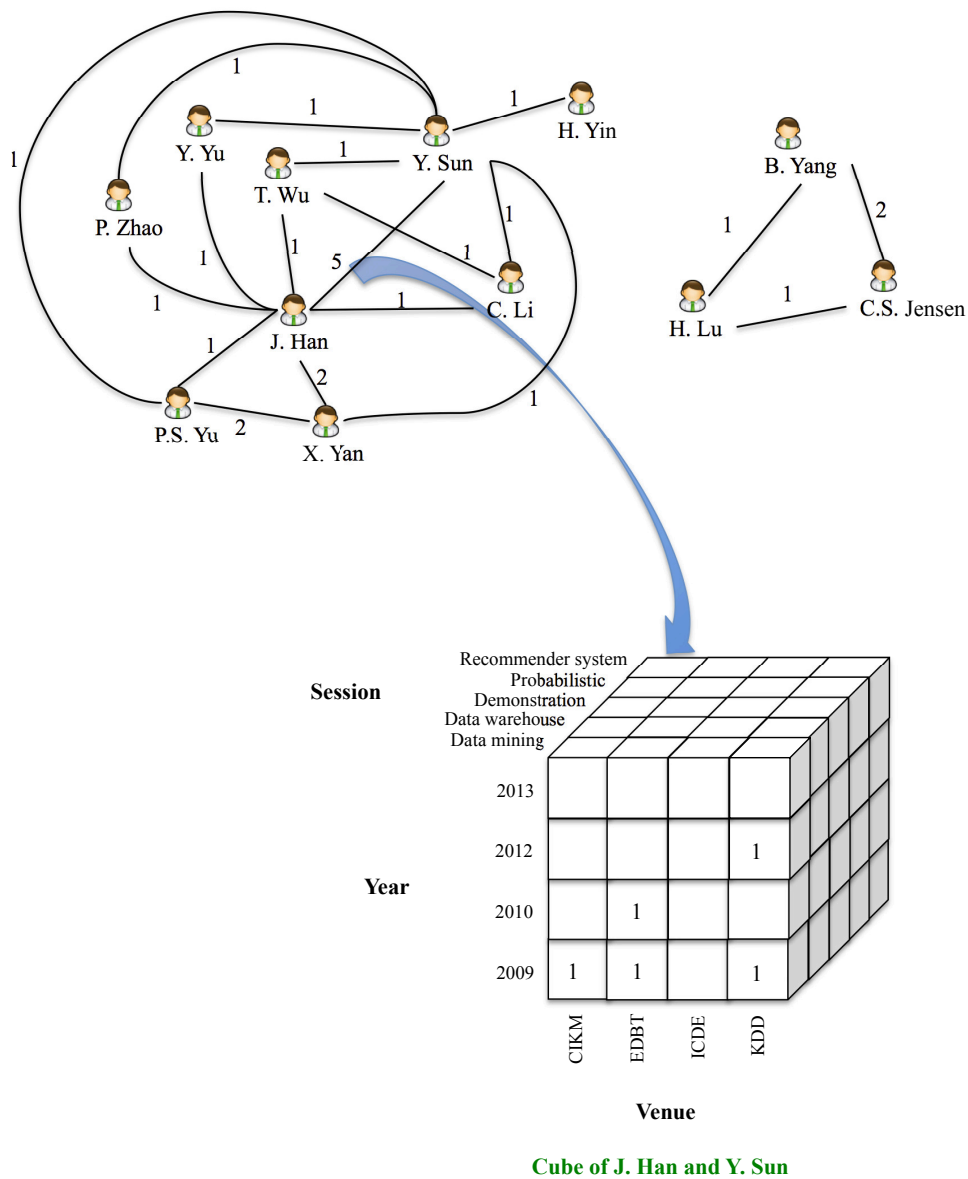 1
1
1
1
H. Yin
Y. Yu
1
Y. Sun
B. Yang
1
T. Wu
P. Zhao
1
1
2
1
1
1
5
1
1
C. Li
1
C.S. Jensen
H. Lu
J. Han
1
2
1
2
P.S. Yu
X. Yan
Recommender system
Probabilistic
Session
Demonstration
Data warehouse
Data mining
2013
2012
1
Year
2010
1
2009
1
1
1
CIKM
EDBT
ICDE
KDD
Venue
Cube of J. Han and Y. Sun